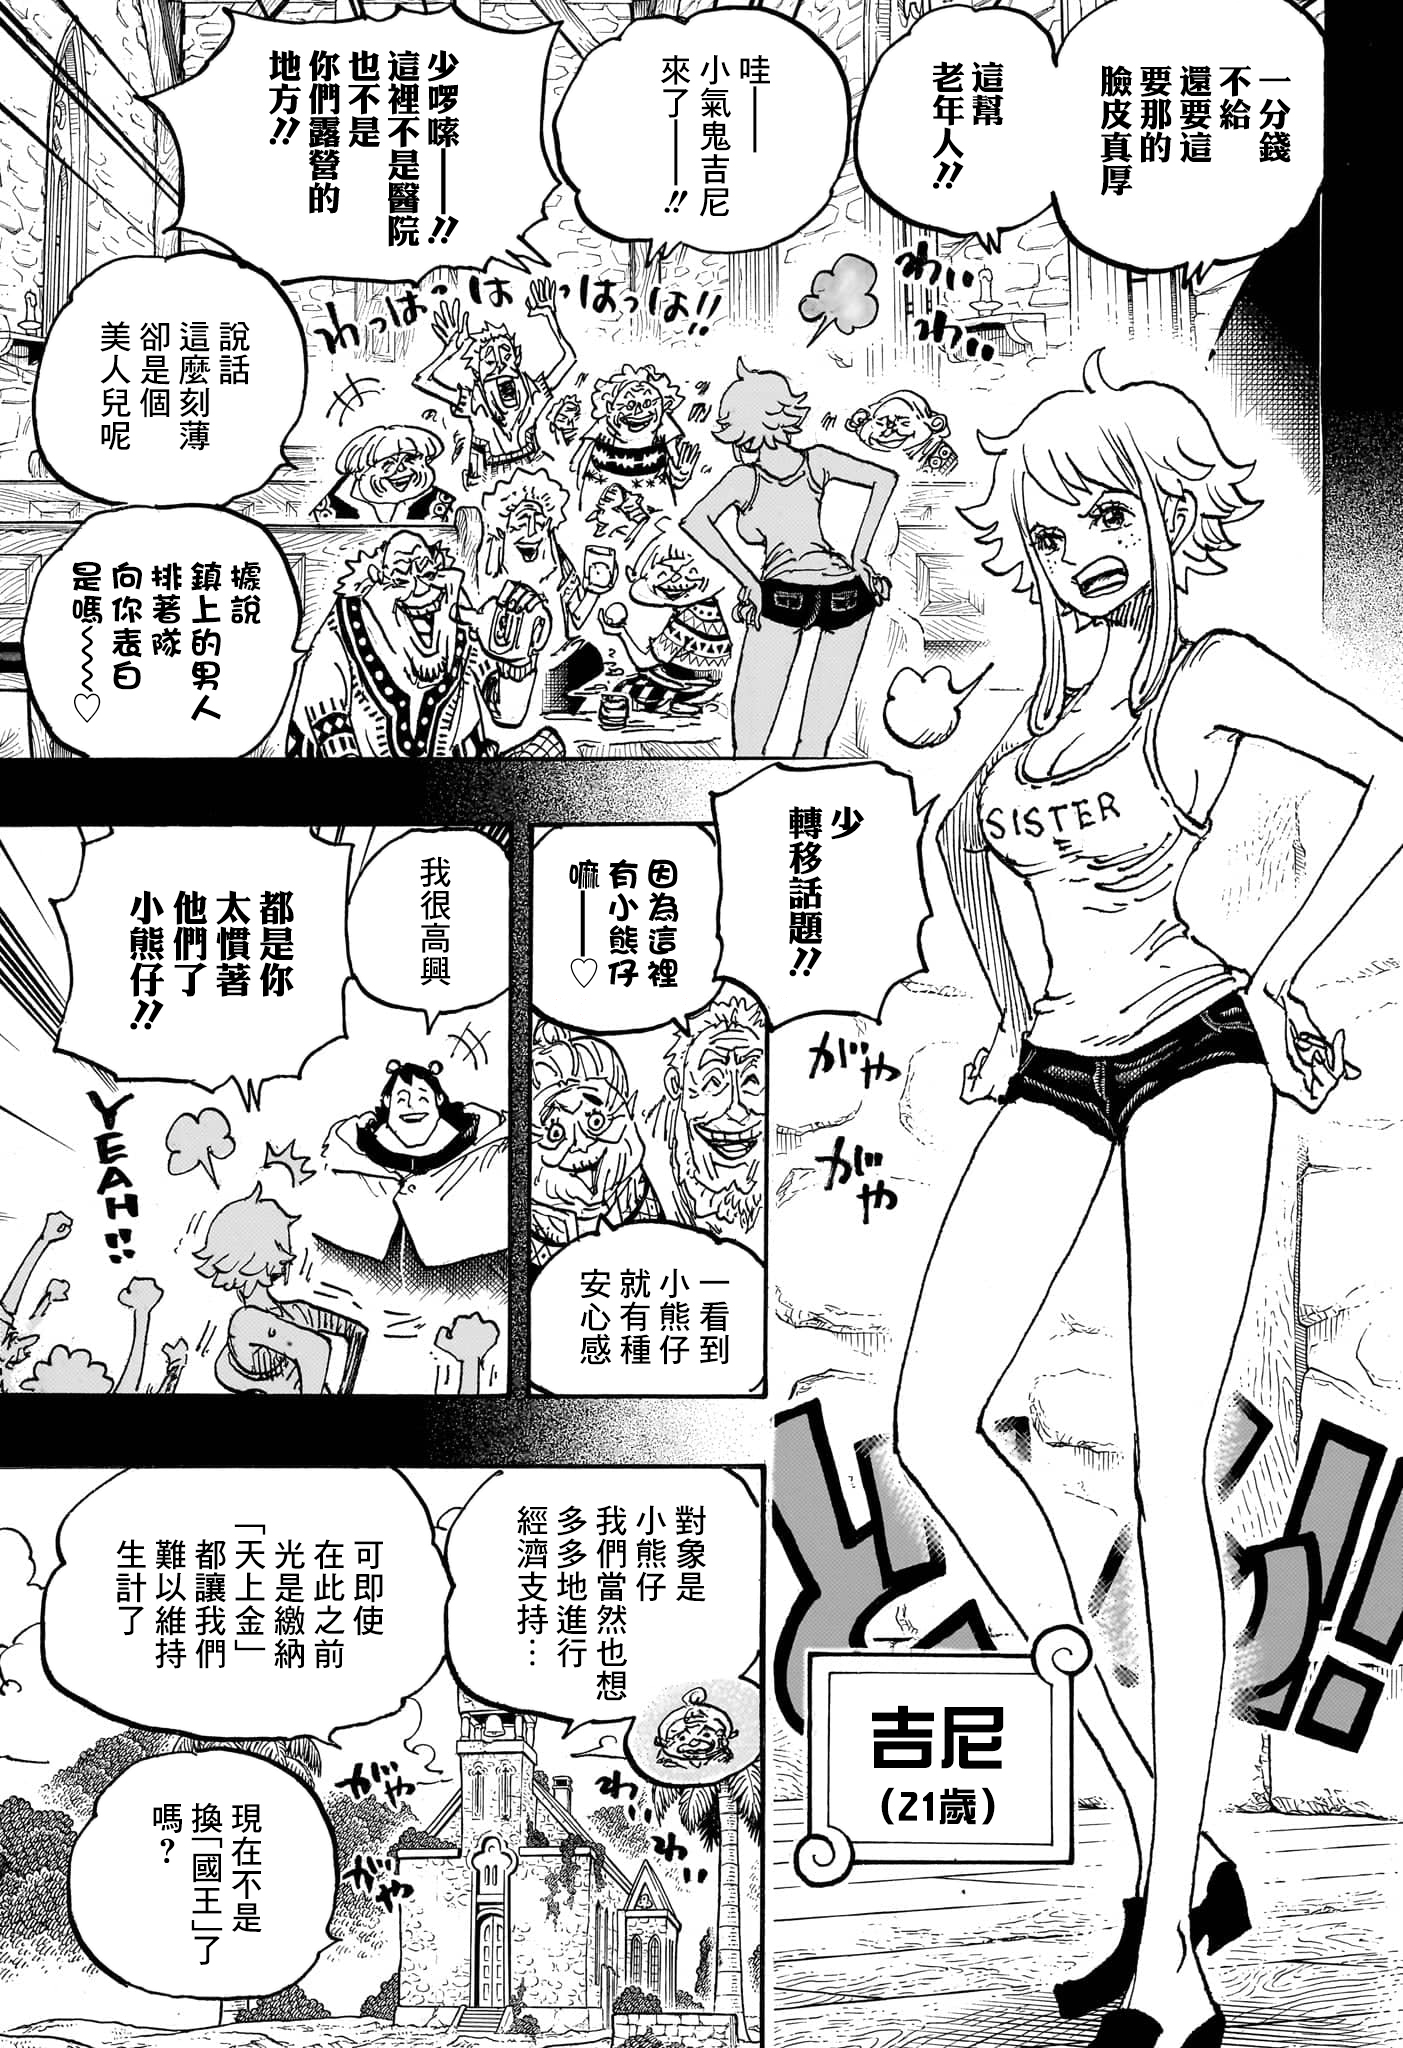 一分錢
不給
還要這
要那的
臉皮真厚
這幫
老年人!!
哇——
小氣鬼吉尼
來了——!!
少囉嗦——!!
這裡不是醫院
也不是
你們露營的
地方!!
わいわい
わっはっはっはっは!!
說話
這麼刻薄
卻是個
美人兒呢
據說
鎮上的男人
排著隊
向你表白
是嗎~~~♡
SISTER
少
轉移話題!!
がや
がや
因為這裡
有小熊仔
嘛——♡
一看到
小熊仔
就有種
安心感
我很高興
都是你
太慣著
他們了
小熊仔!!
YEAH!!
どん!!
吉尼
(21歲)
對象是
小熊仔
我們當然也想
多多地進行
經濟支持…
可即使
在此之前
光是繳納
「天上金」
都讓我們
難以維持
生計了
わい
わい
がや
がや
現在不是
換「國王」了
嗎?